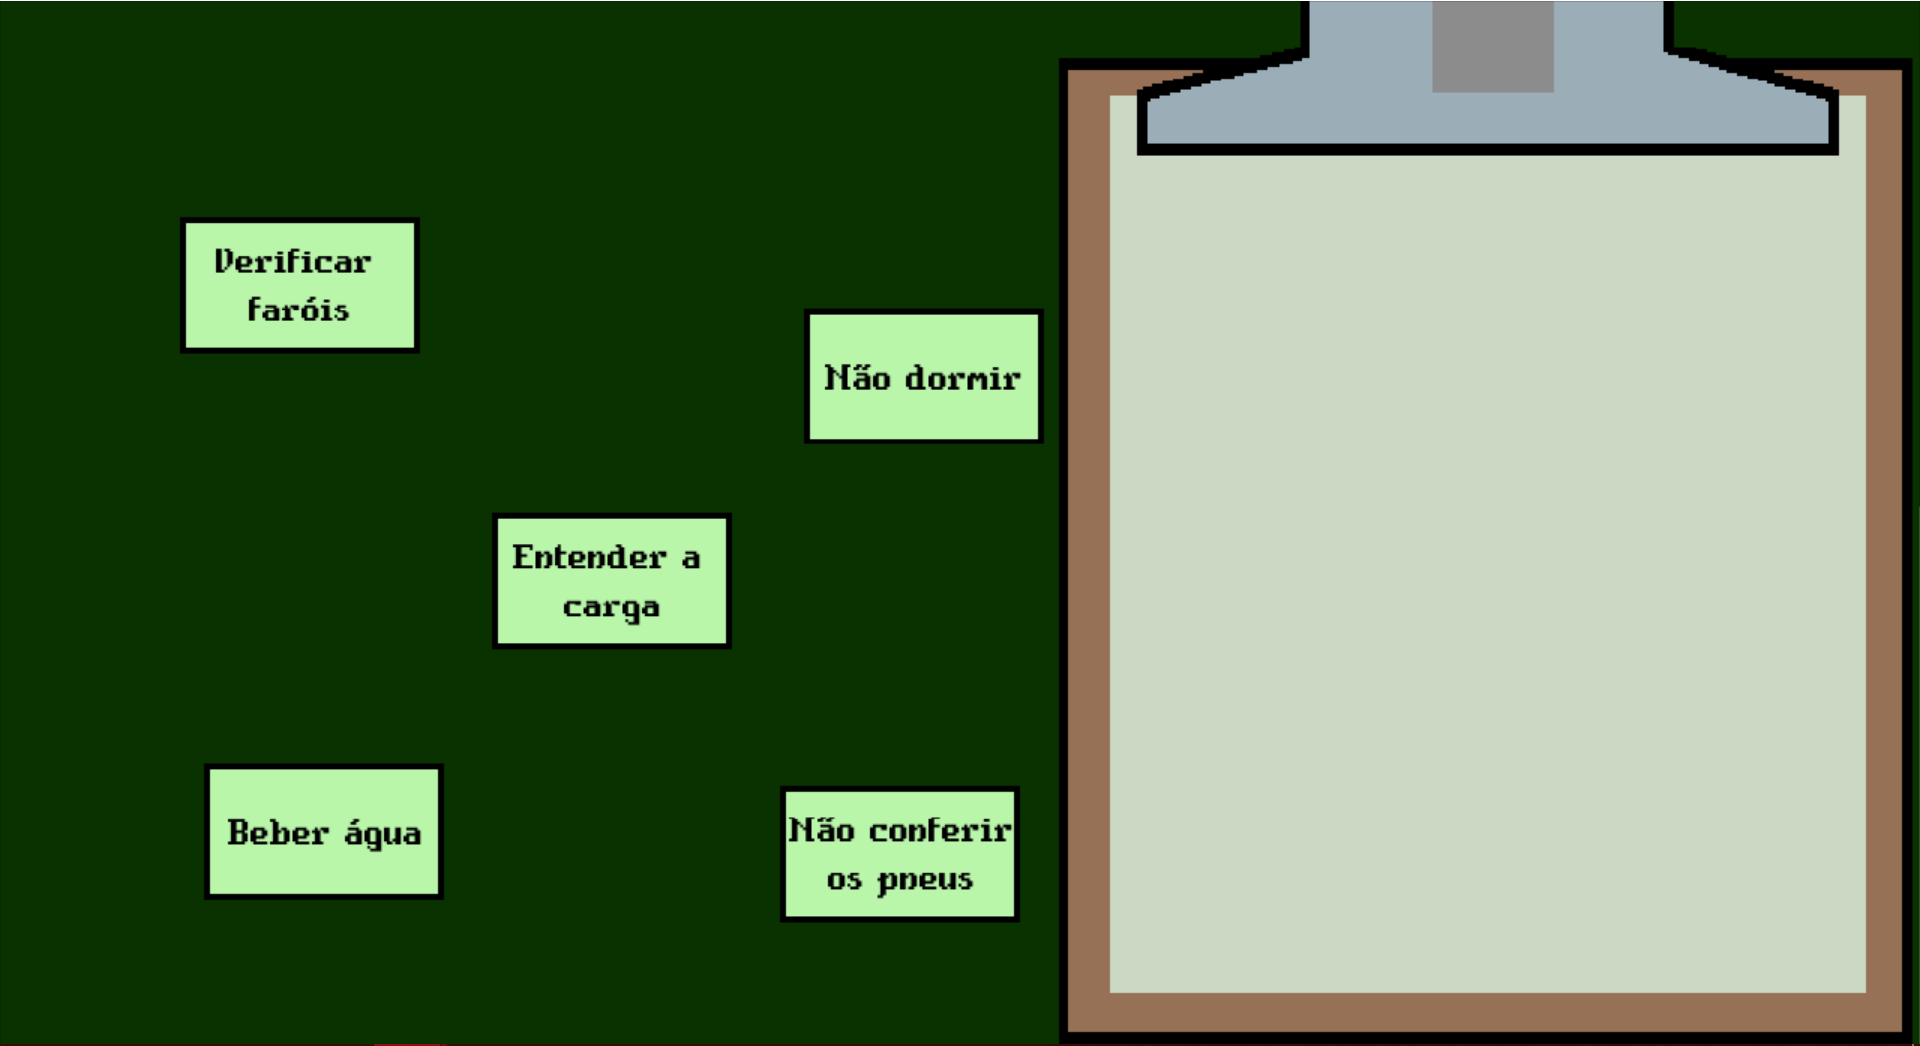 Verificar
faróis
Não dormir
Entender a
carga
Beber água
Não conferir
os pneus